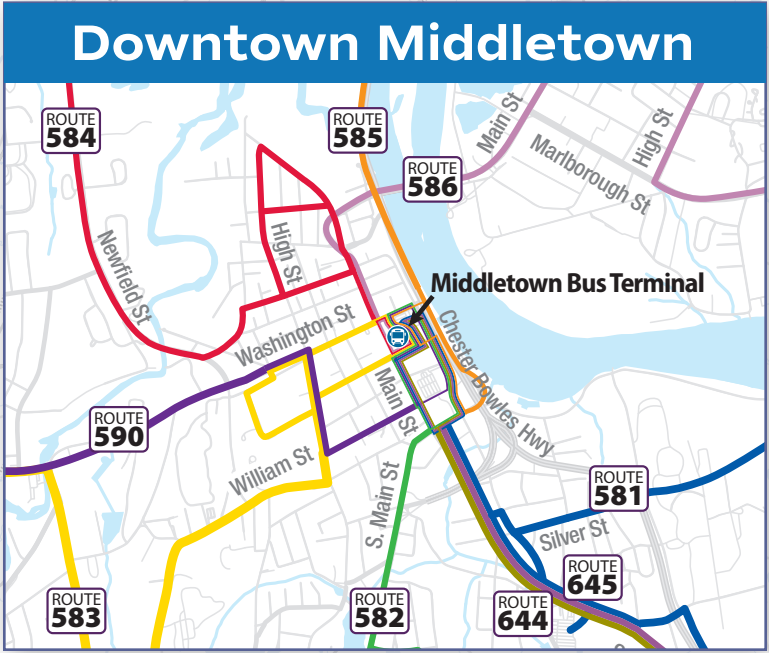 Downtown Middletown
ROUTE
584
ROUTE
585
ROUTE
586
Main St
High St
Marlborough St
Newfield St
High St
Middletown Bus Terminal
Washington St
Chester Bowles Hwy
Main St
ROUTE
590
William St
S. Main St
ROUTE
581
Silver St
ROUTE
583
ROUTE
582
ROUTE
644
ROUTE
645